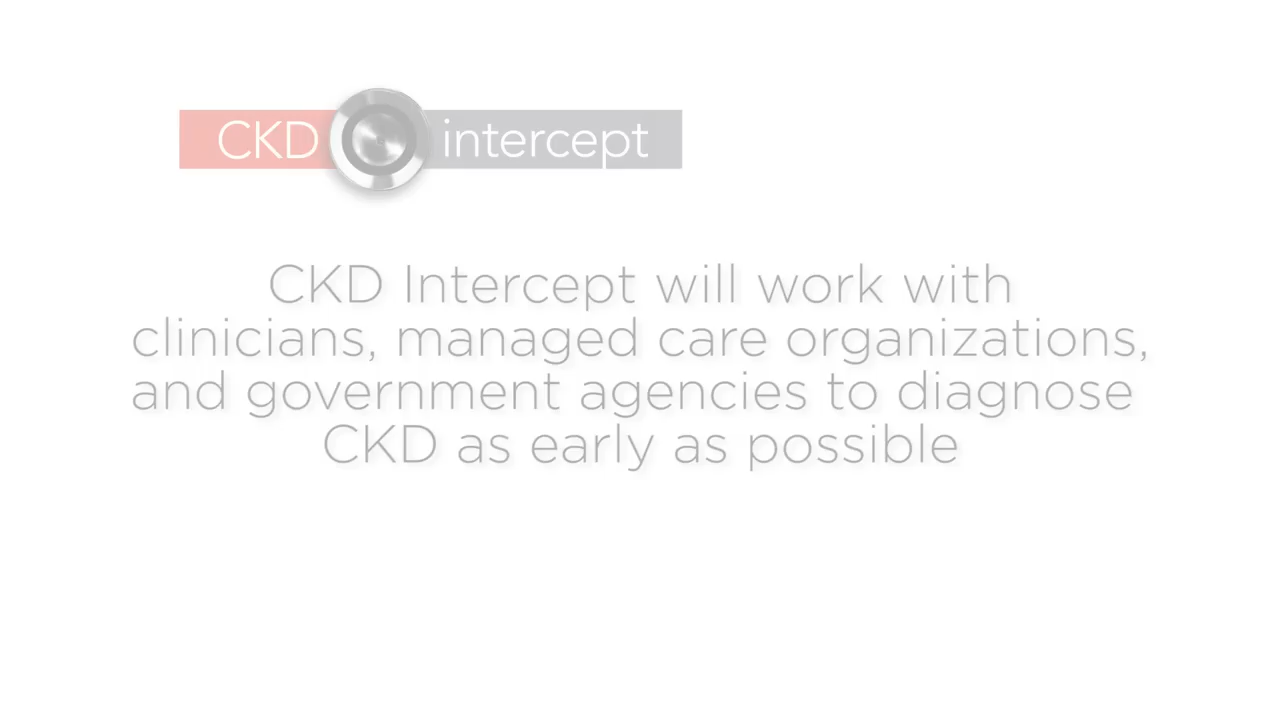 CKD intercept
CKD Intercept will work with
clinicians, managed care organizations,
and government agencies to diagnose
CKD as early as possible